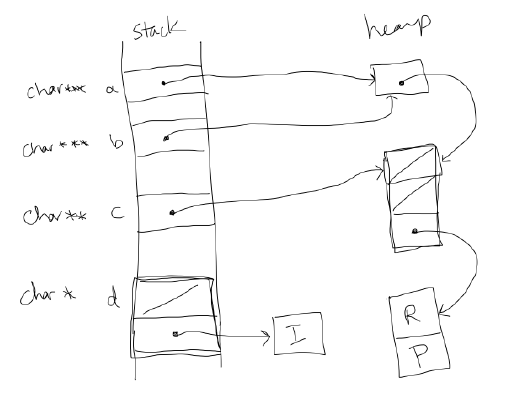 stack heap
char*** a
char*** b
char** c
char* d
I
R
P